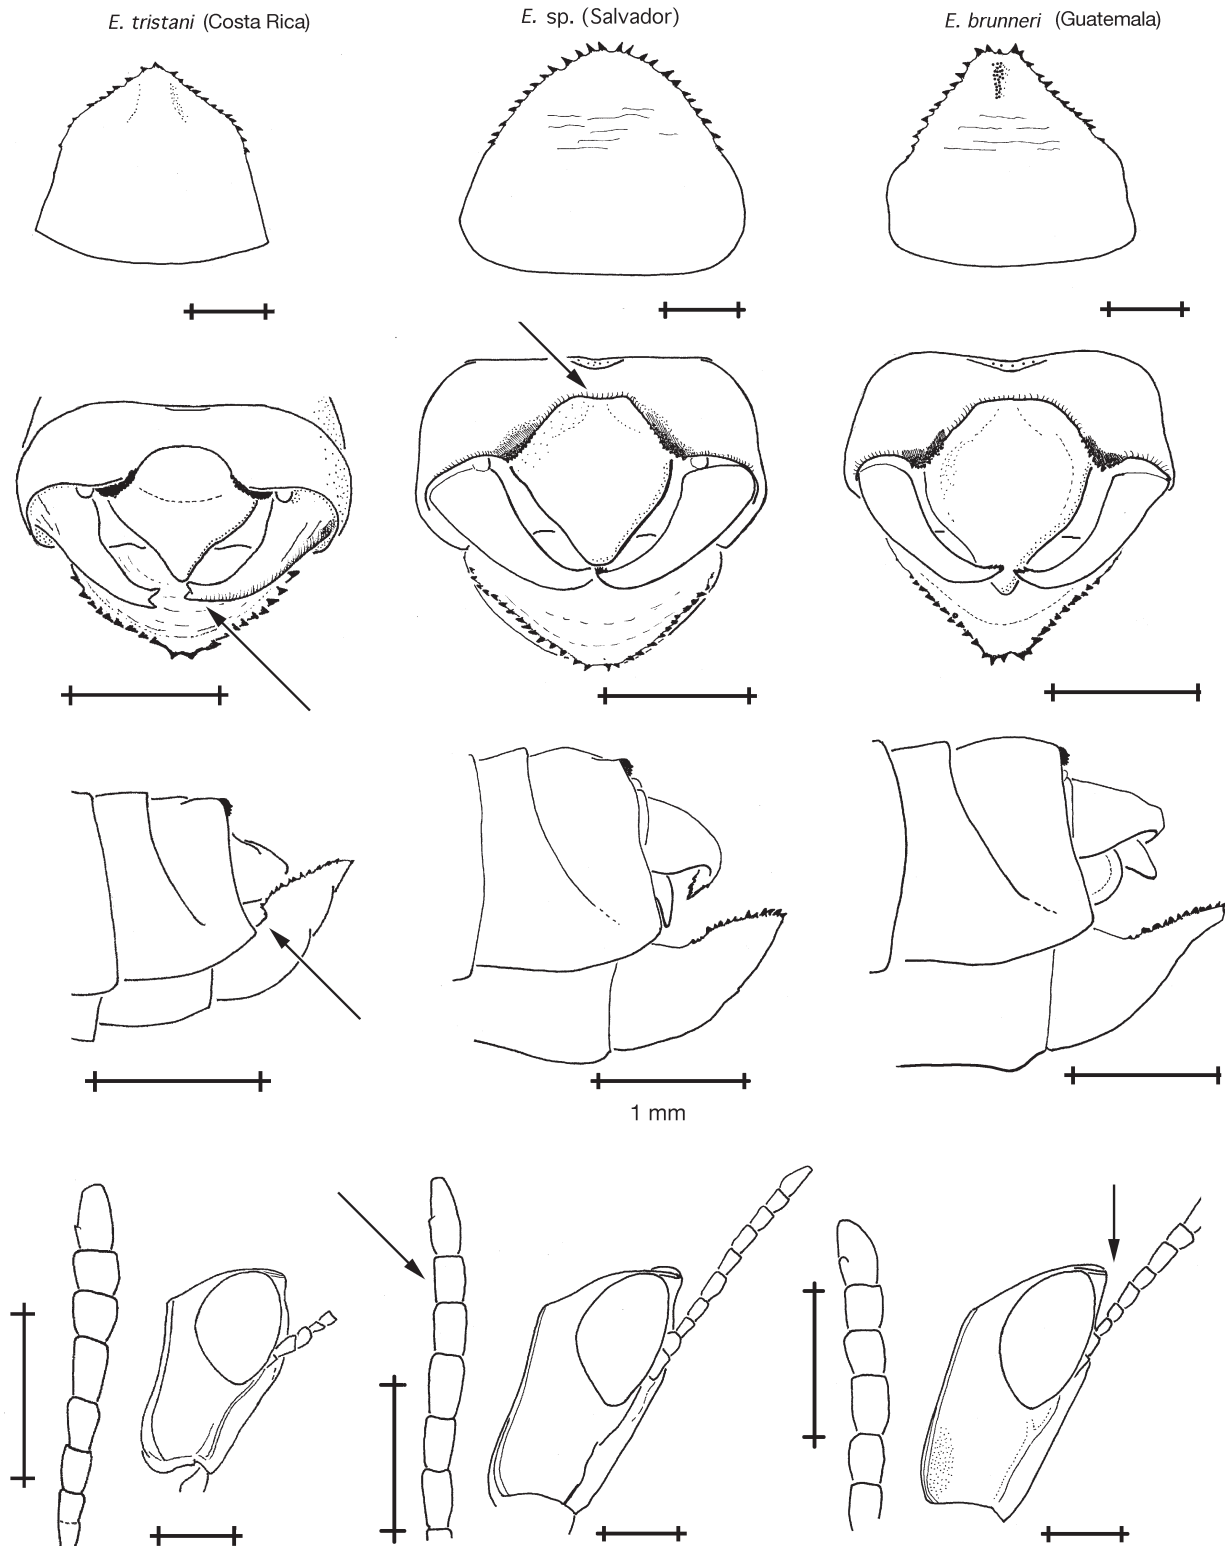 E. tristani (Costa Rica)
E. sp. (Salvador)
E. brunneri (Guatemala)
1 mm